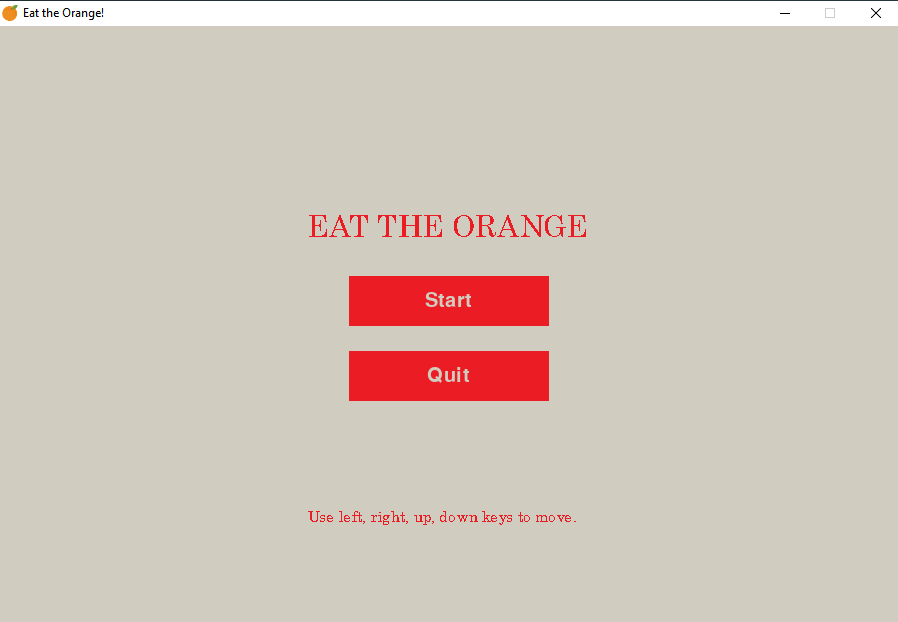 Eat the Orange!
EAT THE ORANGE
Start
Quit
Use left, right, up, down keys to move.